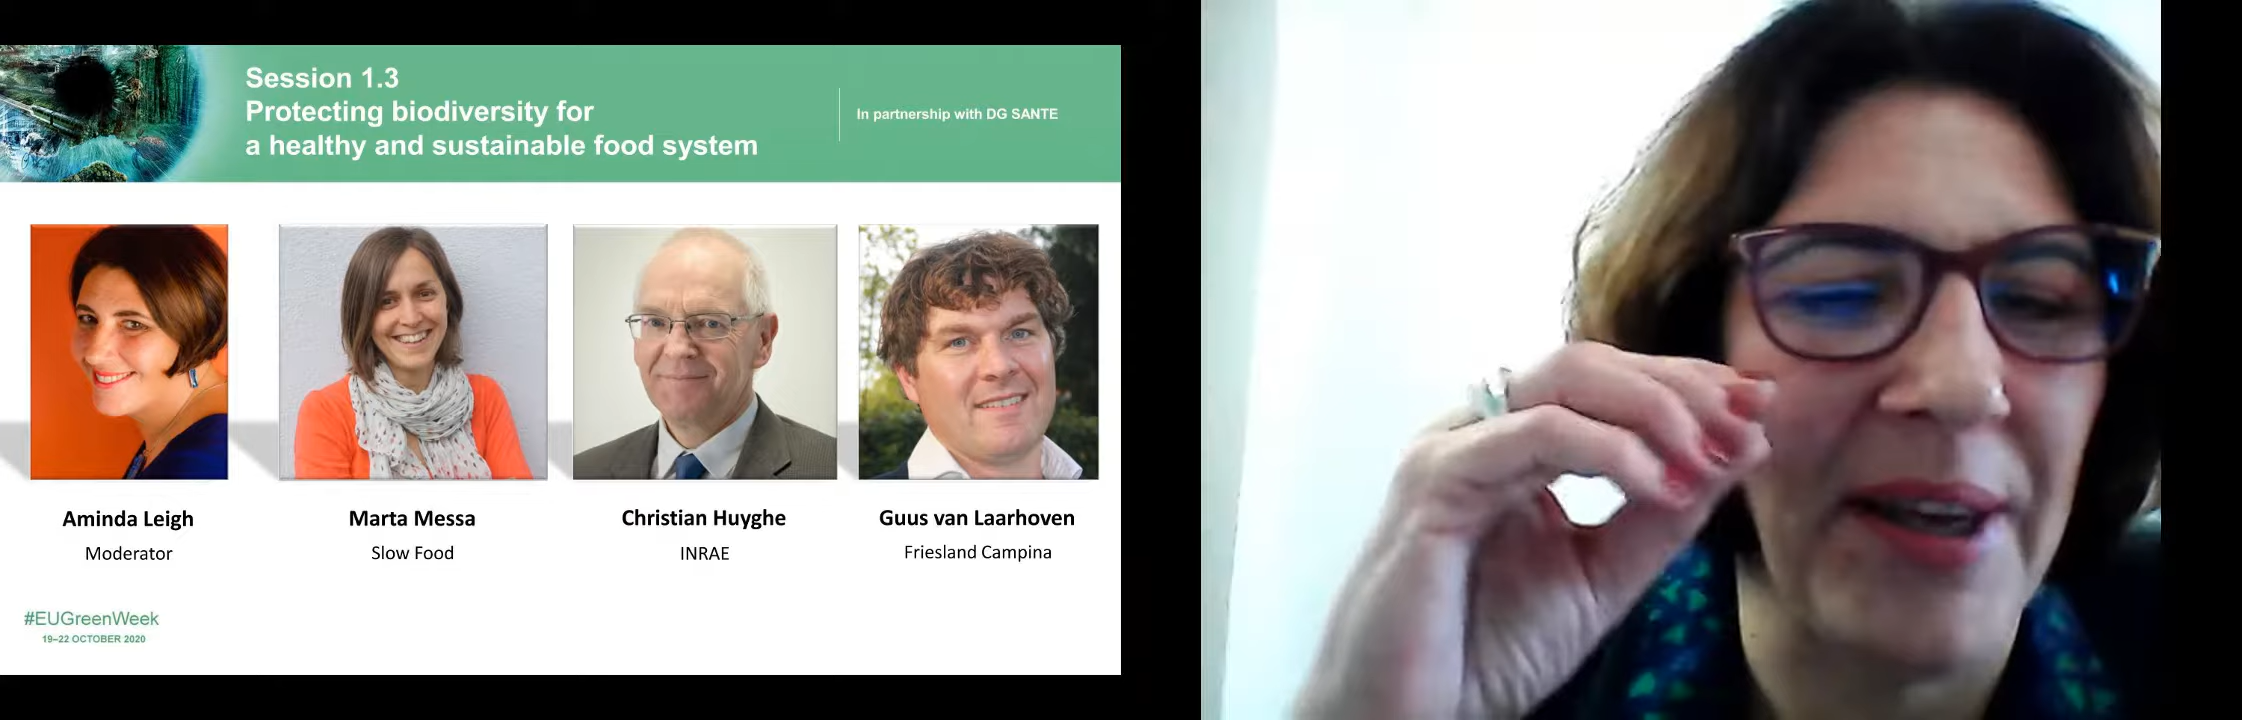 Session 1.3
Protecting biodiversity for
a healthy and sustainable food system
In partnership with DG SANTE
Aminda Leigh
Moderator
Marta Messa
Slow Food
Christian Huyghe
INRAE
Guus van Laarhoven
Friesland Campina
#EUGreenWeek
19–22 OCTOBER 2020